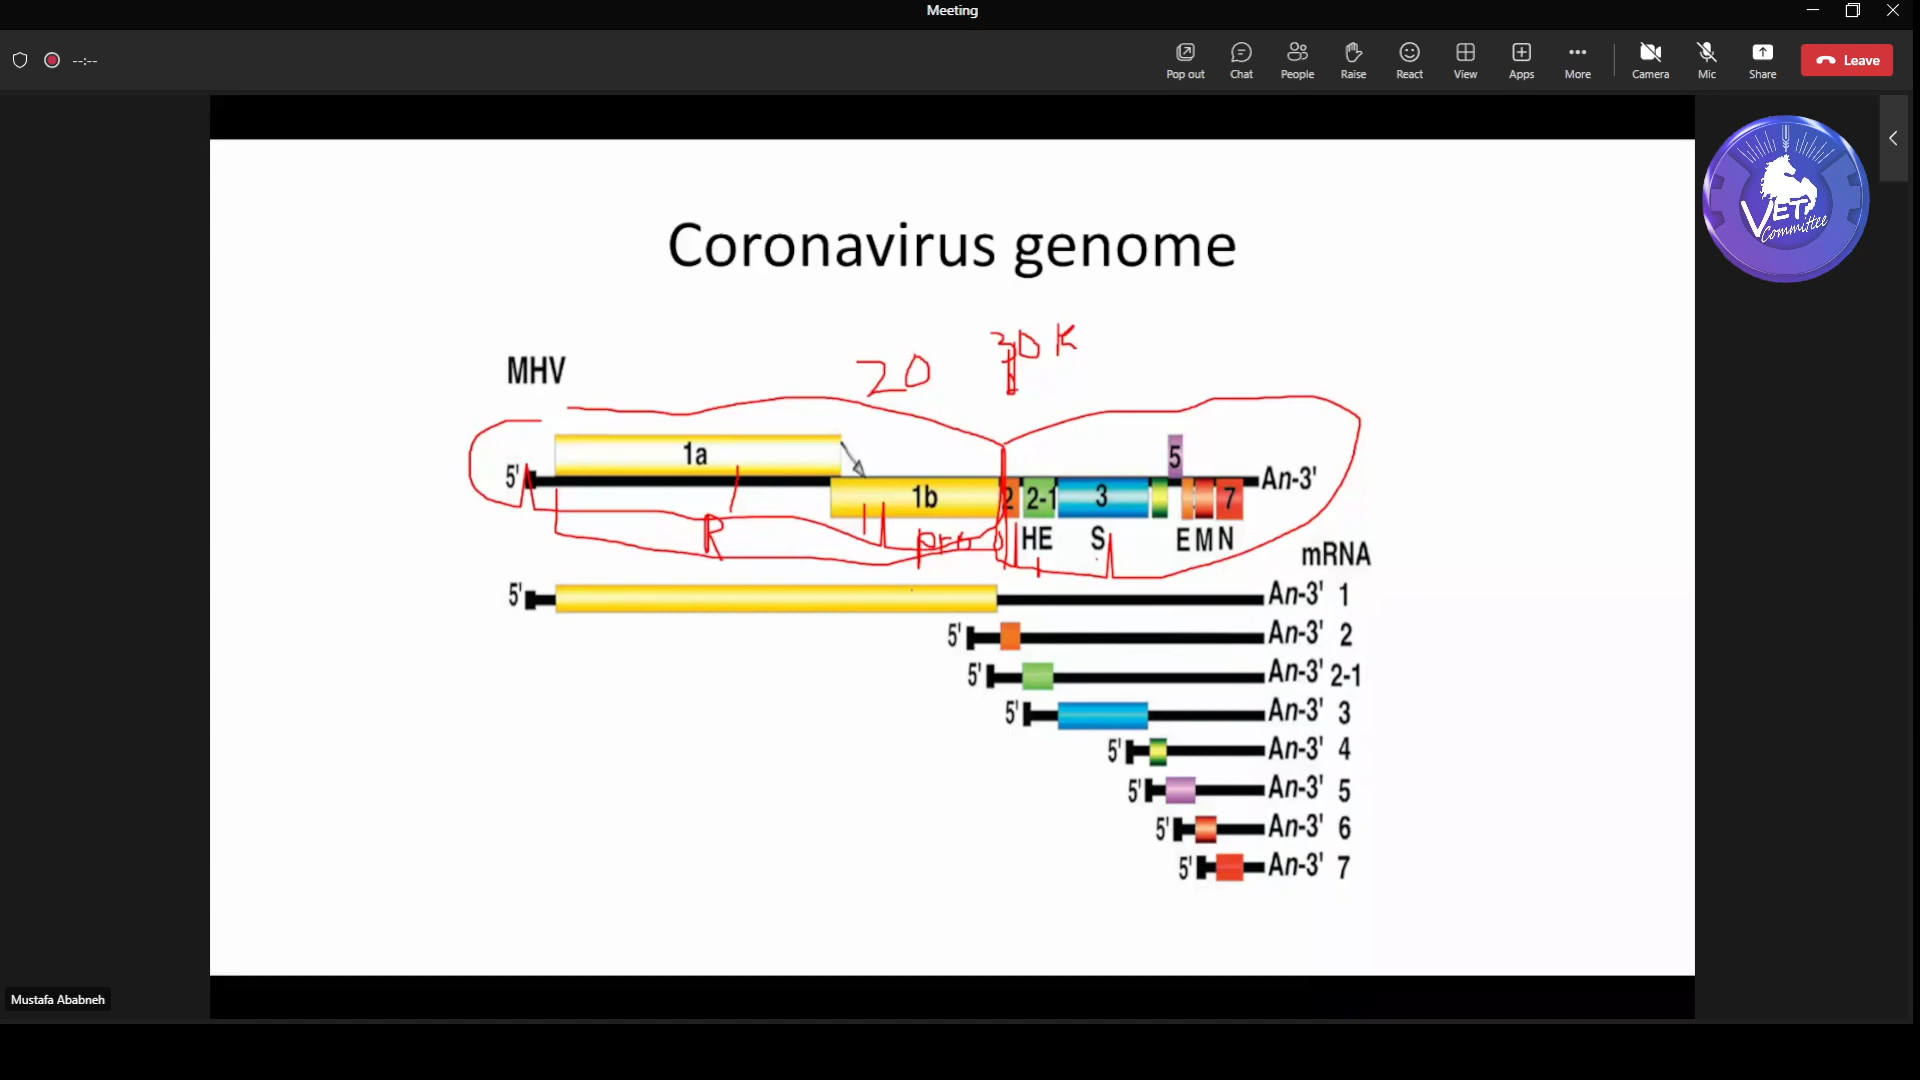 Meeting
--:--
Pop out Chat People Raise React View Apps More Camera Mic Share Leave
VET
Committee
Coronavirus genome
30 K
20
MHV
1a
5
5' An-3'
1b 2 2-1 3 7
R pro HE S E M N
mRNA
5' An-3' 1
5' An-3' 2
5' An-3' 2-1
5' An-3' 3
5' An-3' 4
5' An-3' 5
5' An-3' 6
5' An-3' 7
Mustafa Ababneh